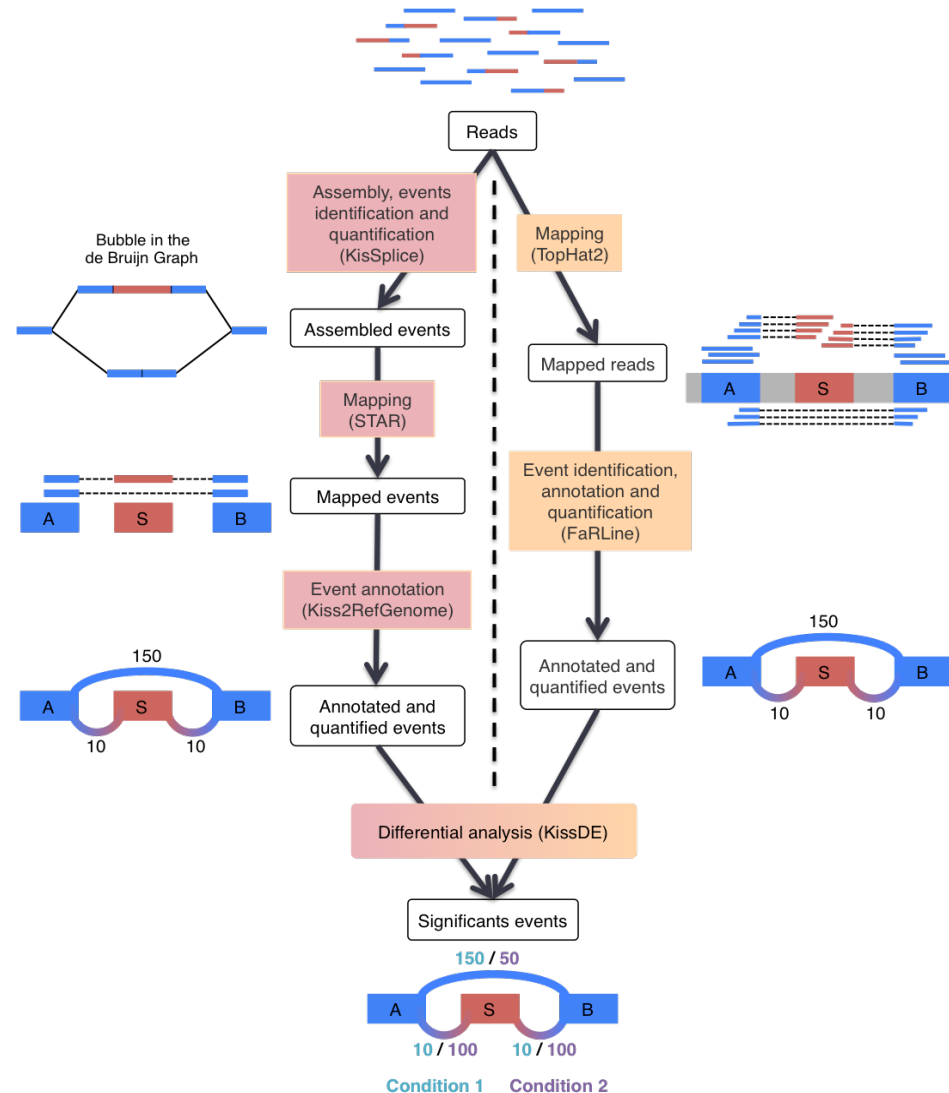 Reads
Assembly, events
identification and
quantification
(KisSplice)
Mapping
(TopHat2)
Bubble in the
de Bruijn Graph
Assembled events
Mapped reads
A S B
Mapping
(STAR)
Event identification,
annotation and
quantification
(FaRLine)
Mapped events
A S B
Event annotation
(Kiss2RefGenome)
150
A S B
10 10
Annotated and
quantified events
Annotated and
quantified events
150
A S B
10 10
Differential analysis (KissDE)
Significants events
150 / 50
A S B
10 / 100 10 / 100
Condition 1 Condition 2